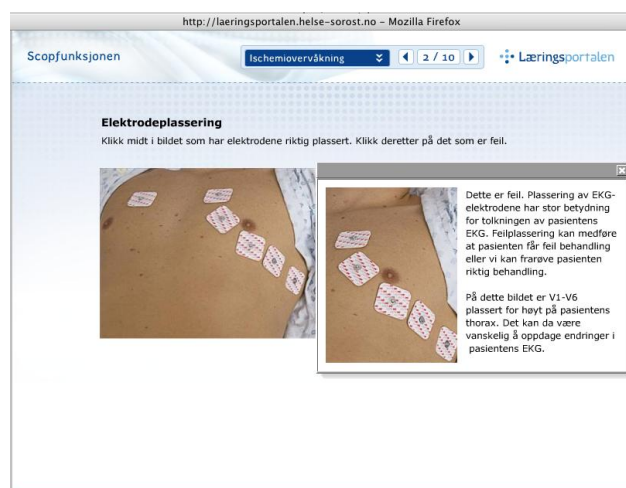 http://laeringsportalen.helse-sorost.no - Mozilla Firefox
Scopfunksjonen
Ischemiovervåkning
2 / 10
Læringsportalen
Elektrodeplassering
Klikk midt i bildet som har elektrodene riktig plassert. Klikk deretter på det som er feil.
Dette er feil. Plassering av EKG-
elektrodene har stor betydning
for tolkningen av pasientens
EKG. Feilplassering kan medføre
at pasienten får feil behandling
eller vi kan frarøve pasienten
riktig behandling.
På dette bildet er V1-V6
plassert for høyt på pasientens
thorax. Det kan da være
vanskelig å oppdage endringer i
pasientens EKG.